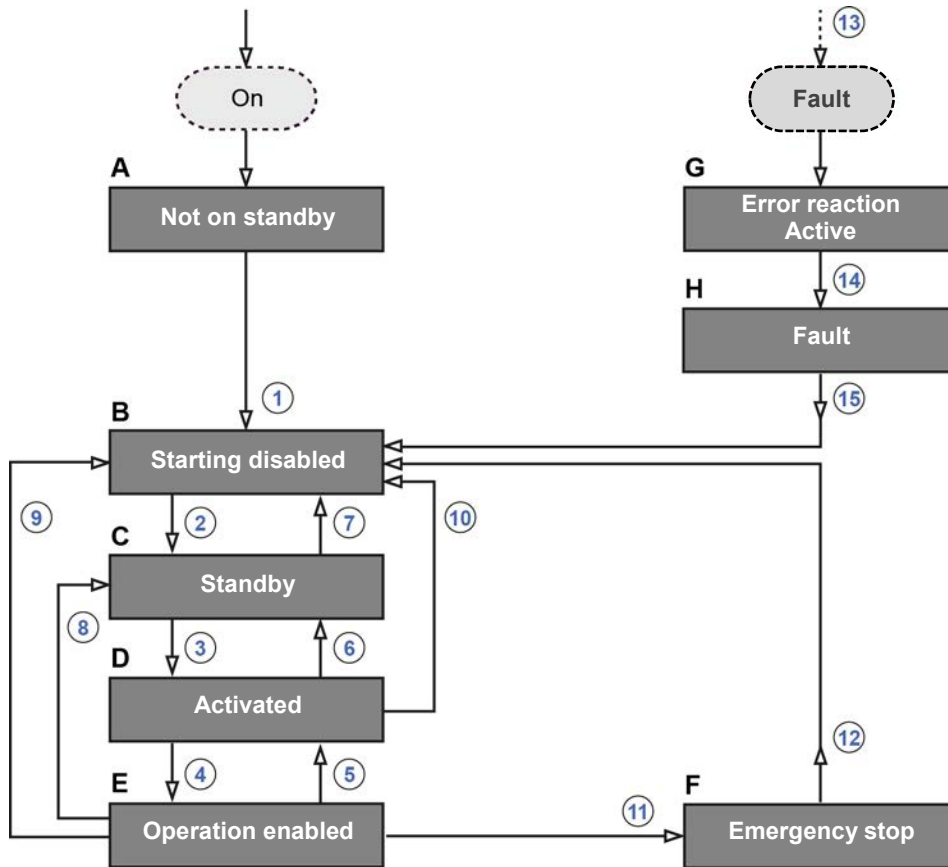 13
On
Fault
A
Not on standby
G
Error reaction
Active
14
H
Fault
1
15
B
Starting disabled
9
2
7
10
C
Standby
8
3
6
D
Activated
4
5
12
E
Operation enabled
11
F
Emergency stop